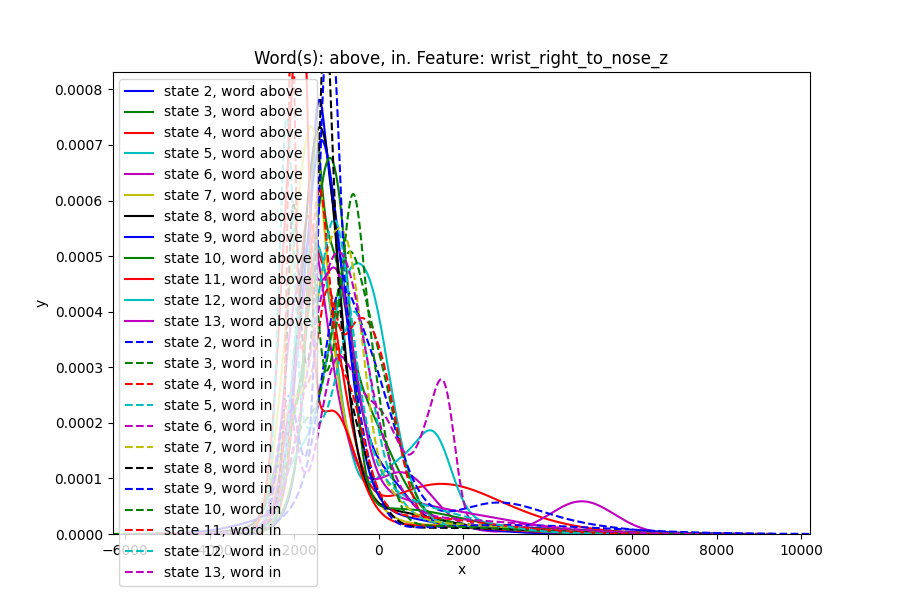 Word(s): above, in. Feature: wrist_right_to_nose_z
0.0008
0.0007
0.0006
0.0005
0.0004
0.0003
0.0002
0.0001
0.0000
y
state 2, word above
state 3, word above
state 4, word above
state 5, word above
state 6, word above
state 7, word above
state 8, word above
state 9, word above
state 10, word above
state 11, word above
state 12, word above
state 13, word above
state 2, word in
state 3, word in
state 4, word in
state 5, word in
state 6, word in
state 7, word in
state 8, word in
state 9, word in
state 10, word in
state 11, word in
state 12, word in
state 13, word in
−6000 −4000 −2000 0 2000 4000 6000 8000 10000
x